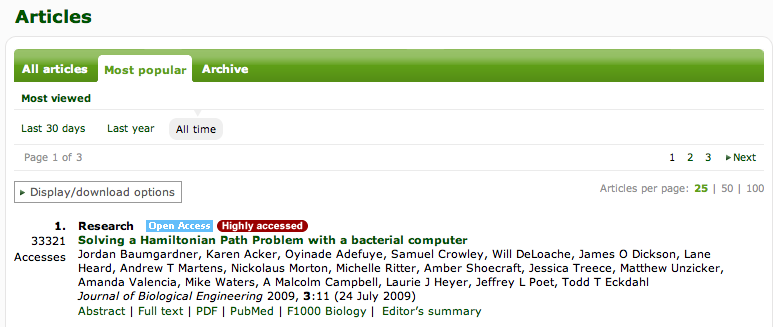 Articles
All articles Most popular Archive
Most viewed
Last 30 days Last year All time
Page 1 of 3 1 2 3 Next
Display/download options Articles per page: 25 | 50 | 100
1. Research Open Access Highly accessed
33321 Solving a Hamiltonian Path Problem with a bacterial computer
Accesses Jordan Baumgardner, Karen Acker, Oyinade Adefuye, Samuel Crowley, Will DeLoache, James O Dickson, Lane
Heard, Andrew T Martens, Nickolaus Morton, Michelle Ritter, Amber Shoecraft, Jessica Treece, Matthew Unzicker,
Amanda Valencia, Mike Waters, A Malcolm Campbell, Laurie J Heyer, Jeffrey L Poet, Todd T Eckdahl
Journal of Biological Engineering 2009, 3:11 (24 July 2009)
Abstract | Full text | PDF | PubMed | F1000 Biology | Editor's summary